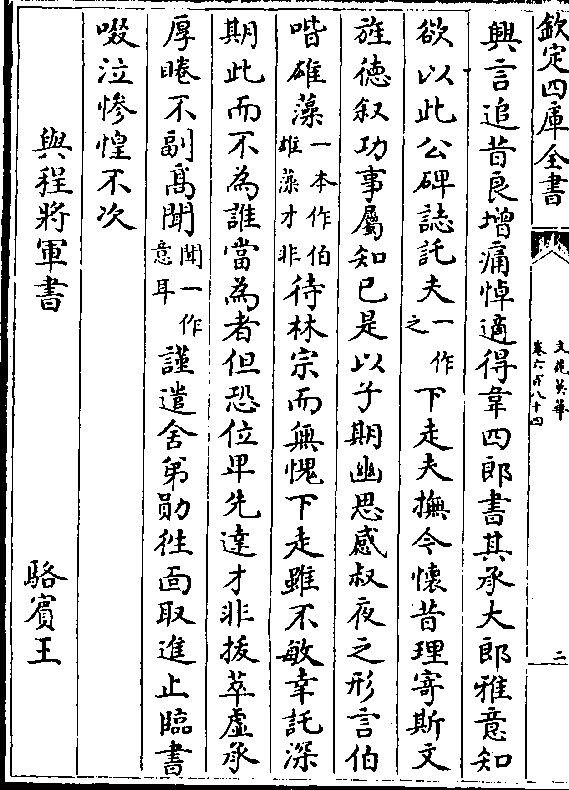 欽定四庫全書
文苑英華
卷六百八十四
二
興言追昔良增痛悼適得韋四郎書其承大郎雅意知
欲以此公碑誌託夫一作之下走夫撫今懷昔理寄斯文
旌德叙功事屬知已是以子期幽思感叔夜之形言伯
喈雄藻一本作伯雄藻才非待林宗而無愧下走雖不敏幸託深
期此而不為誰當為者但恐位卑先達才非拔萃虛承
厚睠不副髙聞聞一作意耳謹遣舍弟勛徃面取進止臨書
啜泣惨惶不次
與程將軍書
駱賓王